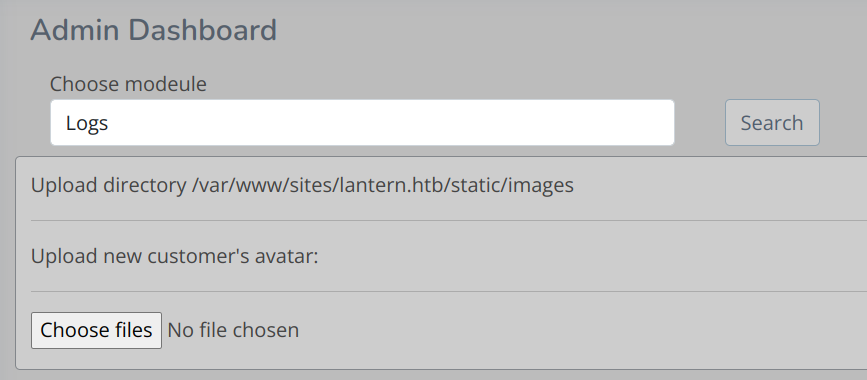 Admin Dashboard
Choose modeule
Logs
Search
Upload directory /var/www/sites/lantern.htb/static/images
Upload new customer's avatar:
Choose files No file chosen